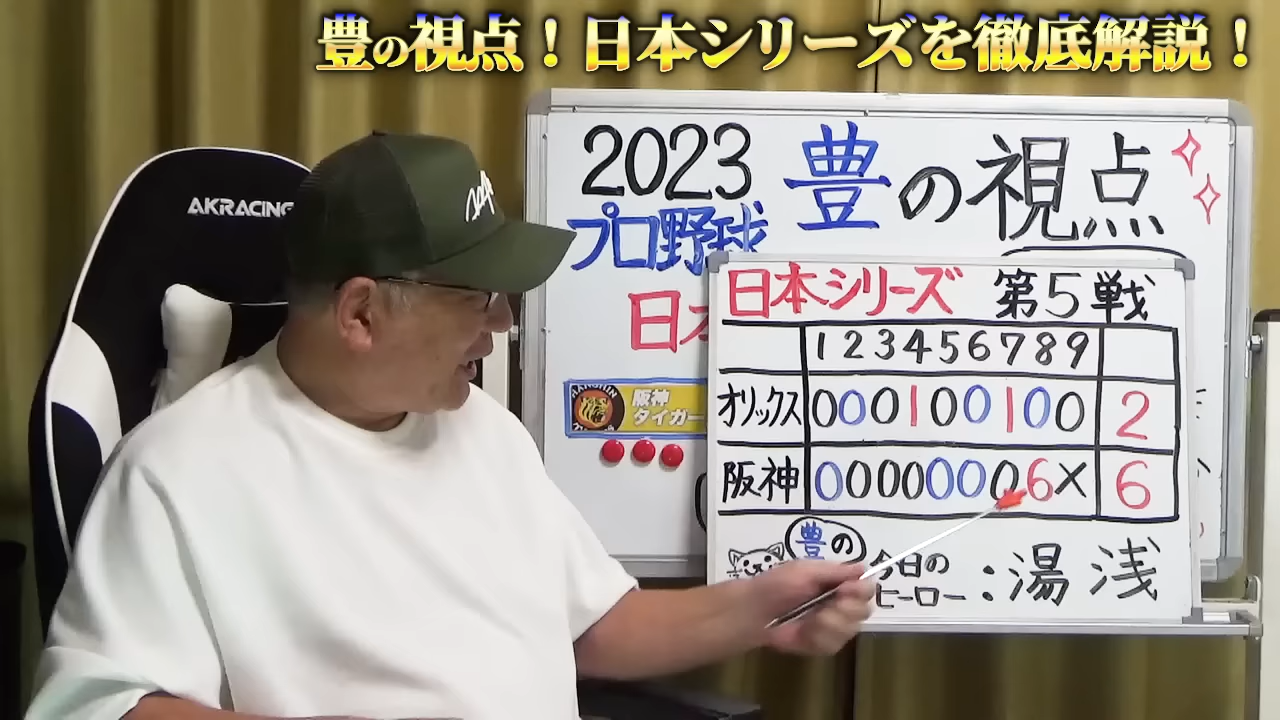 豊の視点！日本シリーズを徹底解説！
AKRACING
2023 豊の視点
プロ野球
日本
HANSHIN
阪神
タイガー
日本シリーズ 第5戦
1 2 3 4 5 6 7 8 9
オリックス 0 0 0 1 0 0 1 0 0 2
阪神 0 0 0 0 0 0 0 6 X 6
豊の
今日の
ヒーロー：湯浅